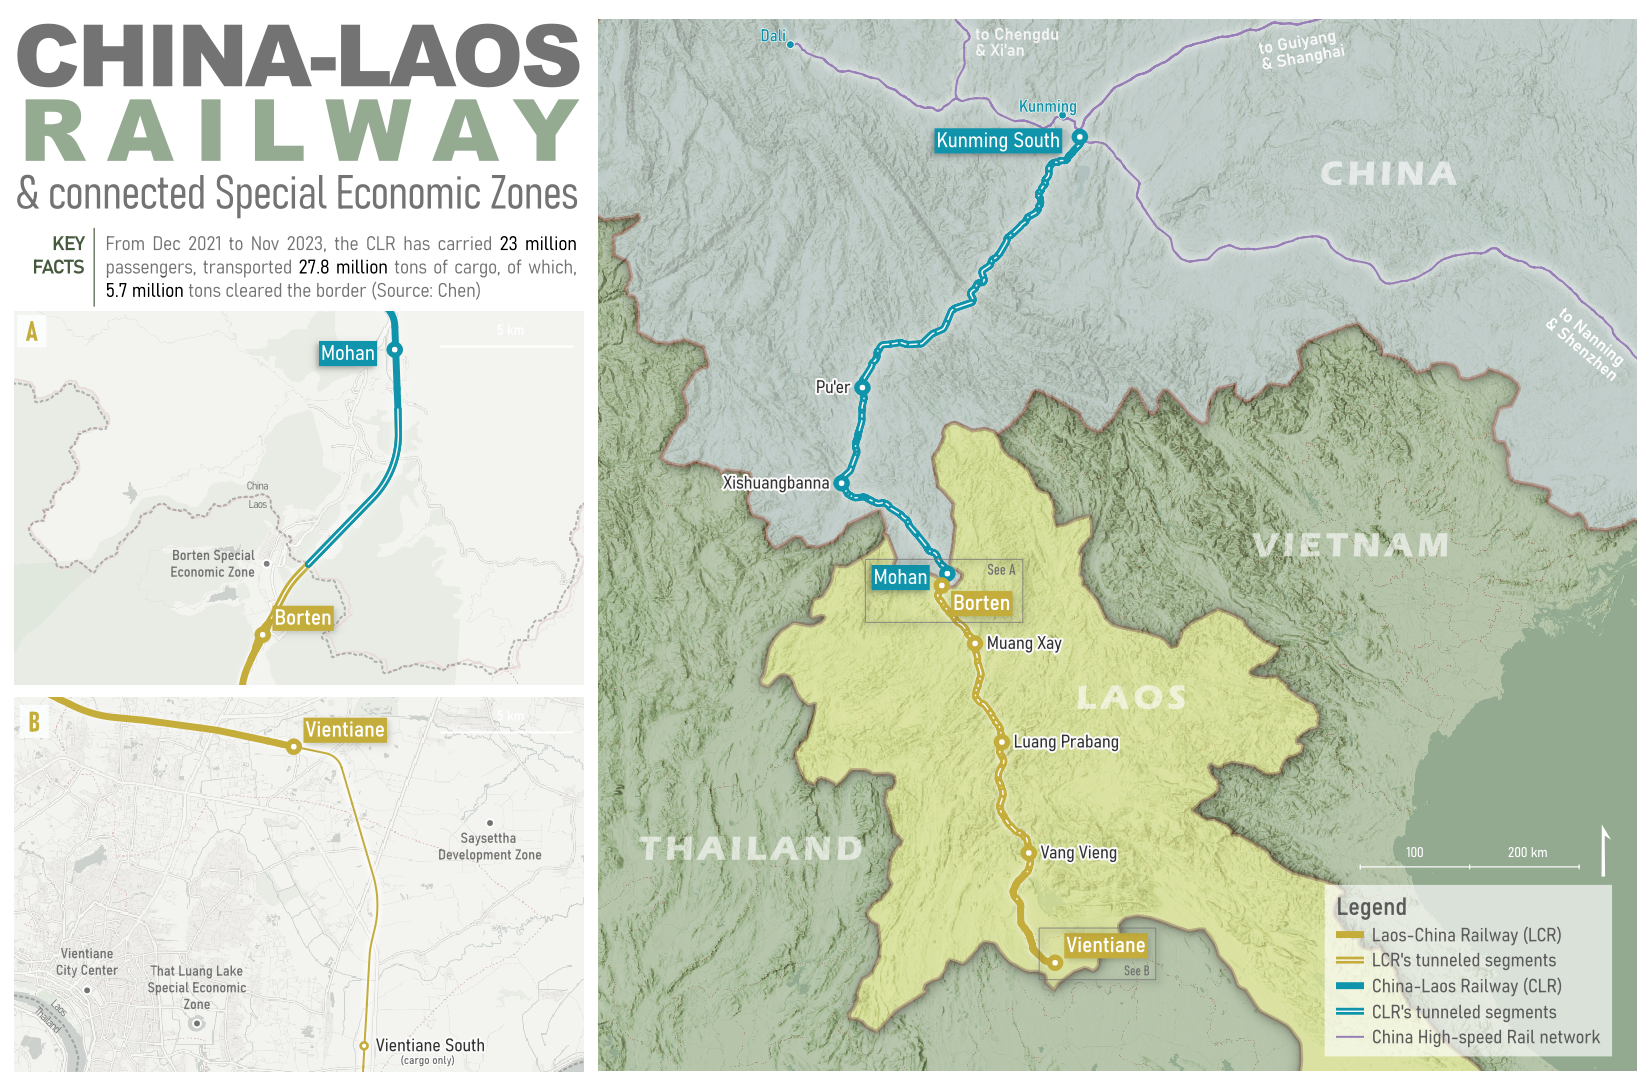 CHINA-LAOS
RAILWAY
& connected Special Economic Zones
KEY
FACTS
From Dec 2021 to Nov 2023, the CLR has carried 23 million
passengers, transported 27.8 million tons of cargo, of which,
5.7 million tons cleared the border (Source: Chen)
A
5 km
Mohan
China
Laos
Borten Special
Economic Zone
Borten
B
5 km
Vientiane
Saysettha
Development Zone
Vientiane
City Center
That Luang Lake
Special Economic
Zone
Laos
Thailand
Vientiane South
(cargo only)
Dali
to Chengdu
& Xi'an
to Guiyang
& Shanghai
Kunming
Kunming South
CHINA
to Nanning
& Shenzhen
Pu'er
Xishuangbanna
VIETNAM
See A
Mohan
Borten
Muang Xay
LAOS
Luang Prabang
THAILAND
Vang Vieng
Vientiane
See B
100
200 km
Legend
Laos-China Railway (LCR)
LCR's tunneled segments
China-Laos Railway (CLR)
CLR's tunneled segments
China High-speed Rail network